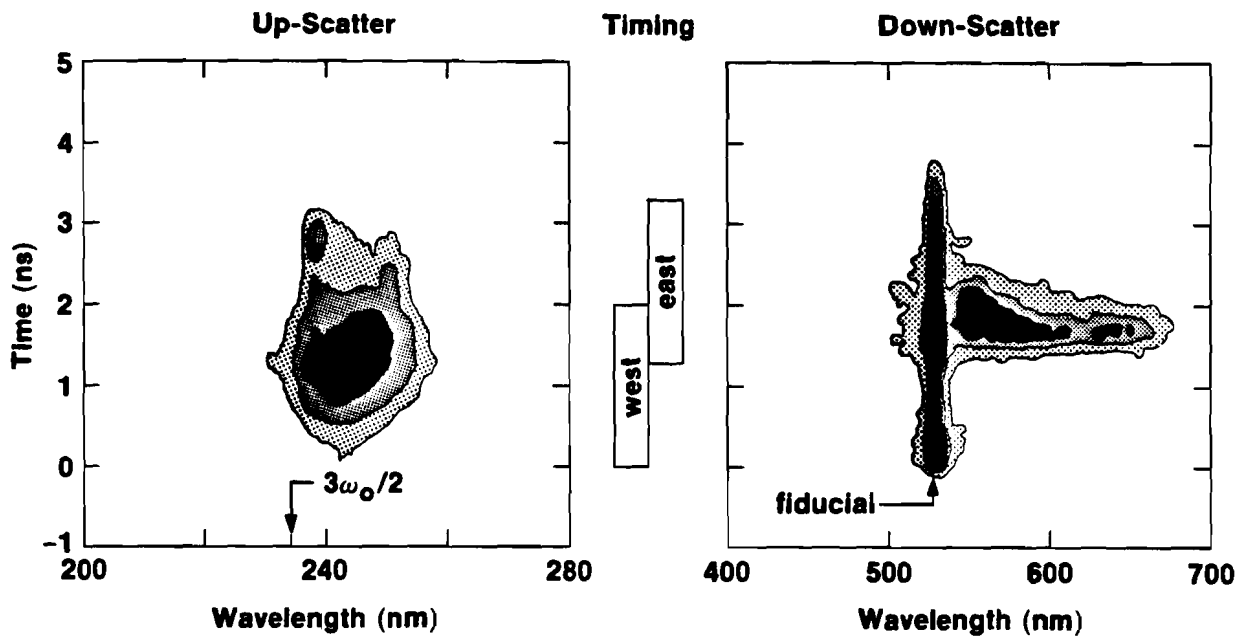 Up-Scatter
Timing
Down-Scatter
5
4
3
2
1
0
-1
Time (ns)
3ω₀/2
200
240
280
Wavelength (nm)
west
east
fiducial
400
500
600
700
Wavelength (nm)